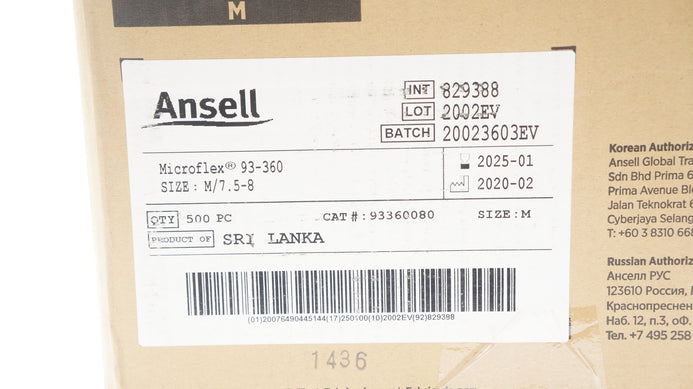 M
Ansell
INT 829388
LOT 2002EV
BATCH 20023603EV
Microflex® 93-360
SIZE: M/7.5-8
2025-01
2020-02
QTY 500 PC CAT#:93360080 SIZE:M
PRODUCT OF SRI LANKA
(01)20076490445144(17)250100(10)2002EV(92)829388
1436
Korean Authoriz
Ansell Global Tra
Sdn Bhd Prima 6
Prima Avenue Bl
Jalan Teknokrat 6
Cyberjaya Selang
T: +60 3 8310 668
Russian Authoriz
Анселл РУС
123610 Россия, М
Краснопреснен
Наб. 12, п.3, оф.
Тел. +7 495 258